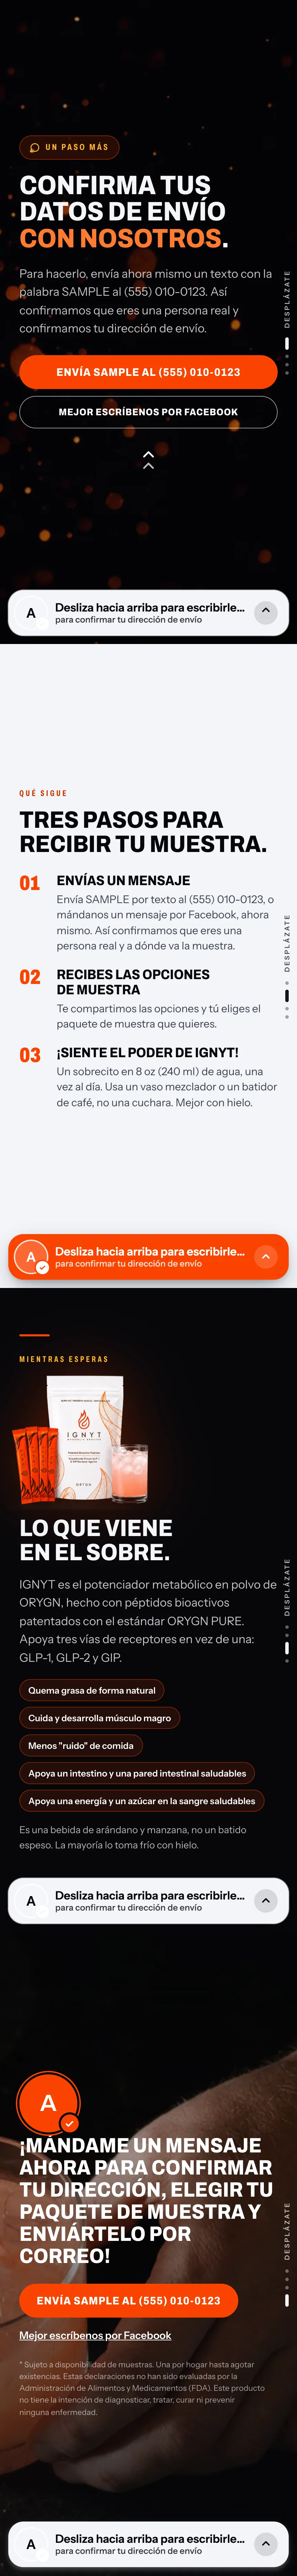 UN PASO MÁS
CONFIRMA TUS
DATOS DE ENVÍO
CON NOSOTROS.
Para hacerlo, envía ahora mismo un texto con la
palabra SAMPLE al (555) 010-0123. Así
confirmamos que eres una persona real y
confirmamos tu dirección de envío.
DESPLÁZATE
ENVÍA SAMPLE AL (555) 010-0123
MEJOR ESCRÍBENOS POR FACEBOOK
A
Desliza hacia arriba para escribirle...
para confirmar tu dirección de envío
QUÉ SIGUE
TRES PASOS PARA
RECIBIR TU MUESTRA.
01
ENVÍAS UN MENSAJE
Envía SAMPLE por texto al (555) 010-0123, o
mándanos un mensaje por Facebook, ahora
mismo. Así confirmamos que eres una
persona real y a dónde va la muestra.
DESPLÁZATE
02
RECIBES LAS OPCIONES
DE MUESTRA
Te compartimos las opciones y tú eliges el
paquete de muestra que quieres.
03
¡SIENTE EL PODER DE IGNYT!
Un sobrecito en 8 oz (240 ml) de agua, una
vez al día. Usa un vaso mezclador o un batidor
de café, no una cuchara. Mejor con hielo.
A
Desliza hacia arriba para escribirle...
para confirmar tu dirección de envío
MIENTRAS ESPERAS
IGNYT
ORYGN
LO QUE VIENE
EN EL SOBRE.
IGNYT es el potenciador metabólico en polvo de
ORYGN, hecho con péptidos bioactivos
patentados con el estándar ORYGN PURE.
Apoya tres vías de receptores en vez de una:
GLP-1, GLP-2 y GIP.
DESPLÁZATE
Quema grasa de forma natural
Cuida y desarrolla músculo magro
Menos "ruido" de comida
Apoya un intestino y una pared intestinal saludables
Apoya una energía y un azúcar en la sangre saludables
Es una bebida de arándano y manzana, no un batido
espeso. La mayoría lo toma frío con hielo.
A
Desliza hacia arriba para escribirle...
para confirmar tu dirección de envío
A
¡MÁNDAME UN MENSAJE
AHORA PARA CONFIRMAR
TU DIRECCIÓN, ELEGIR TU
PAQUETE DE MUESTRA Y
ENVIÁRTELO POR
CORREO!
DESPLÁZATE
ENVÍA SAMPLE AL (555) 010-0123
Mejor escríbenos por Facebook
* Sujeto a disponibilidad de muestras. Una por hogar hasta agotar
existencias. Estas declaraciones no han sido evaluadas por la
Administración de Alimentos y Medicamentos (FDA). Este producto
no tiene la intención de diagnosticar, tratar, curar ni prevenir
ninguna enfermedad.
A
Desliza hacia arriba para escribirle...
para confirmar tu dirección de envío